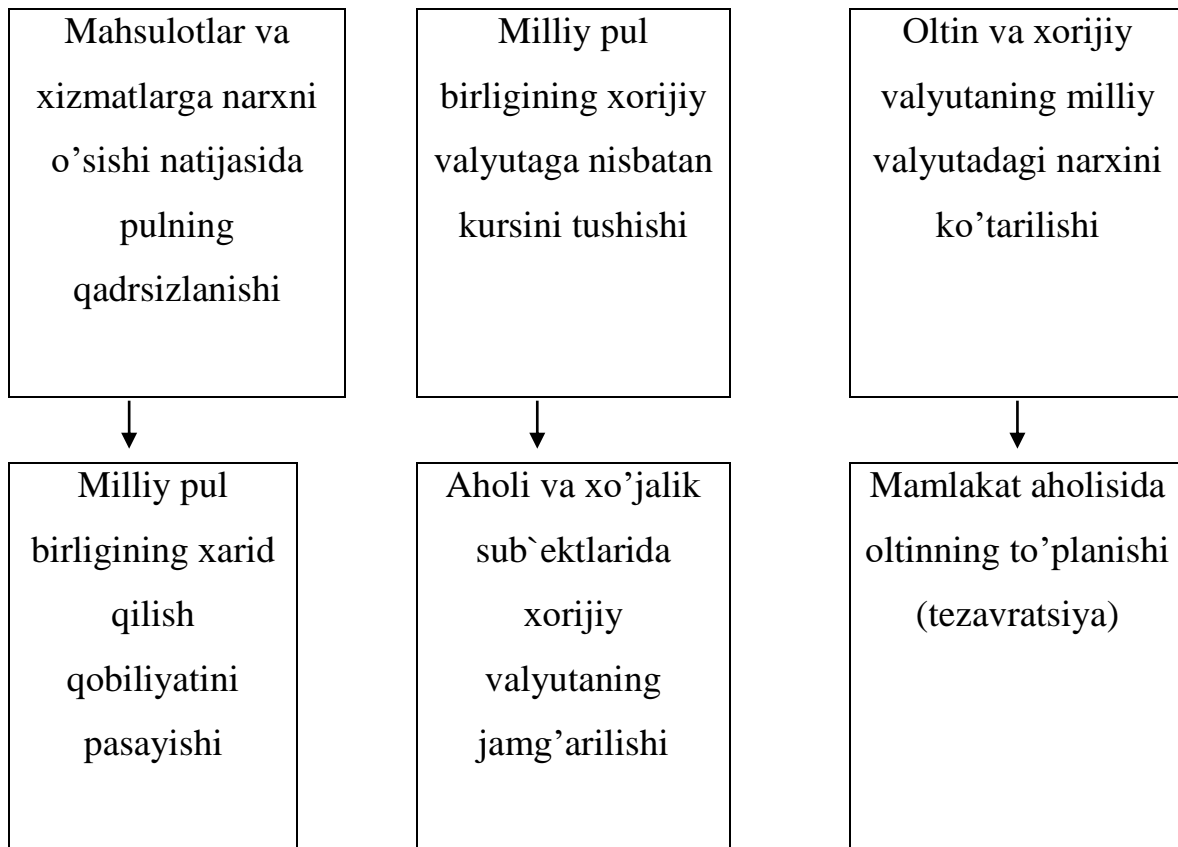 Mahsulotlar va
xizmatlarga narxni
o’sishi natijasida
pulning
qadrsizlanishi
Milliy pul
birligining xorijiy
valyutaga nisbatan
kursini tushishi
Oltin va xorijiy
valyutaning milliy
valyutadagi narxini
ko’tarilishi
Milliy pul
birligining xarid
qilish
qobiliyatini
pasayishi
Aholi va xo’jalik
sub`ektlarida
xorijiy
valyutaning
jamg’arilishi
Mamlakat aholisida
oltinning to’planishi
(tezavratsiya)